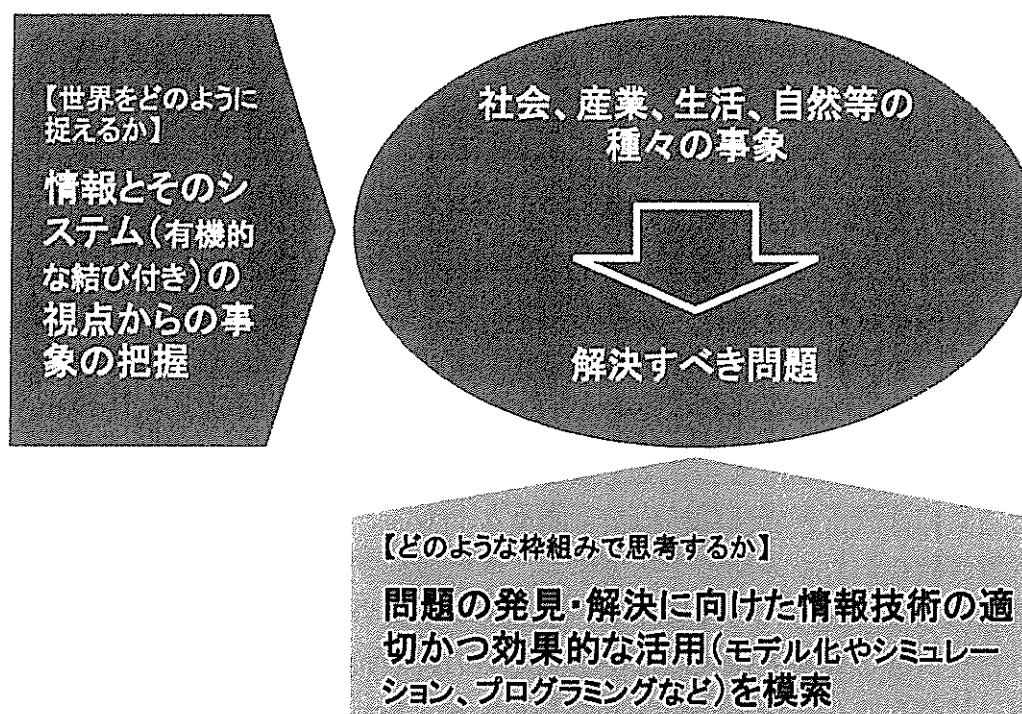 【世界をどのように
捉えるか】
情報とそのシ
ステム(有機的
な結び付き)の
視点からの事
象の把握
社会、産業、生活、自然等の
種々の事象
解決すべき問題
【どのような枠組みで思考するか】
問題の発見・解決に向けた情報技術の適
切かつ効果的な活用(モデル化やシミュレー
ション、プログラミングなど)を模索